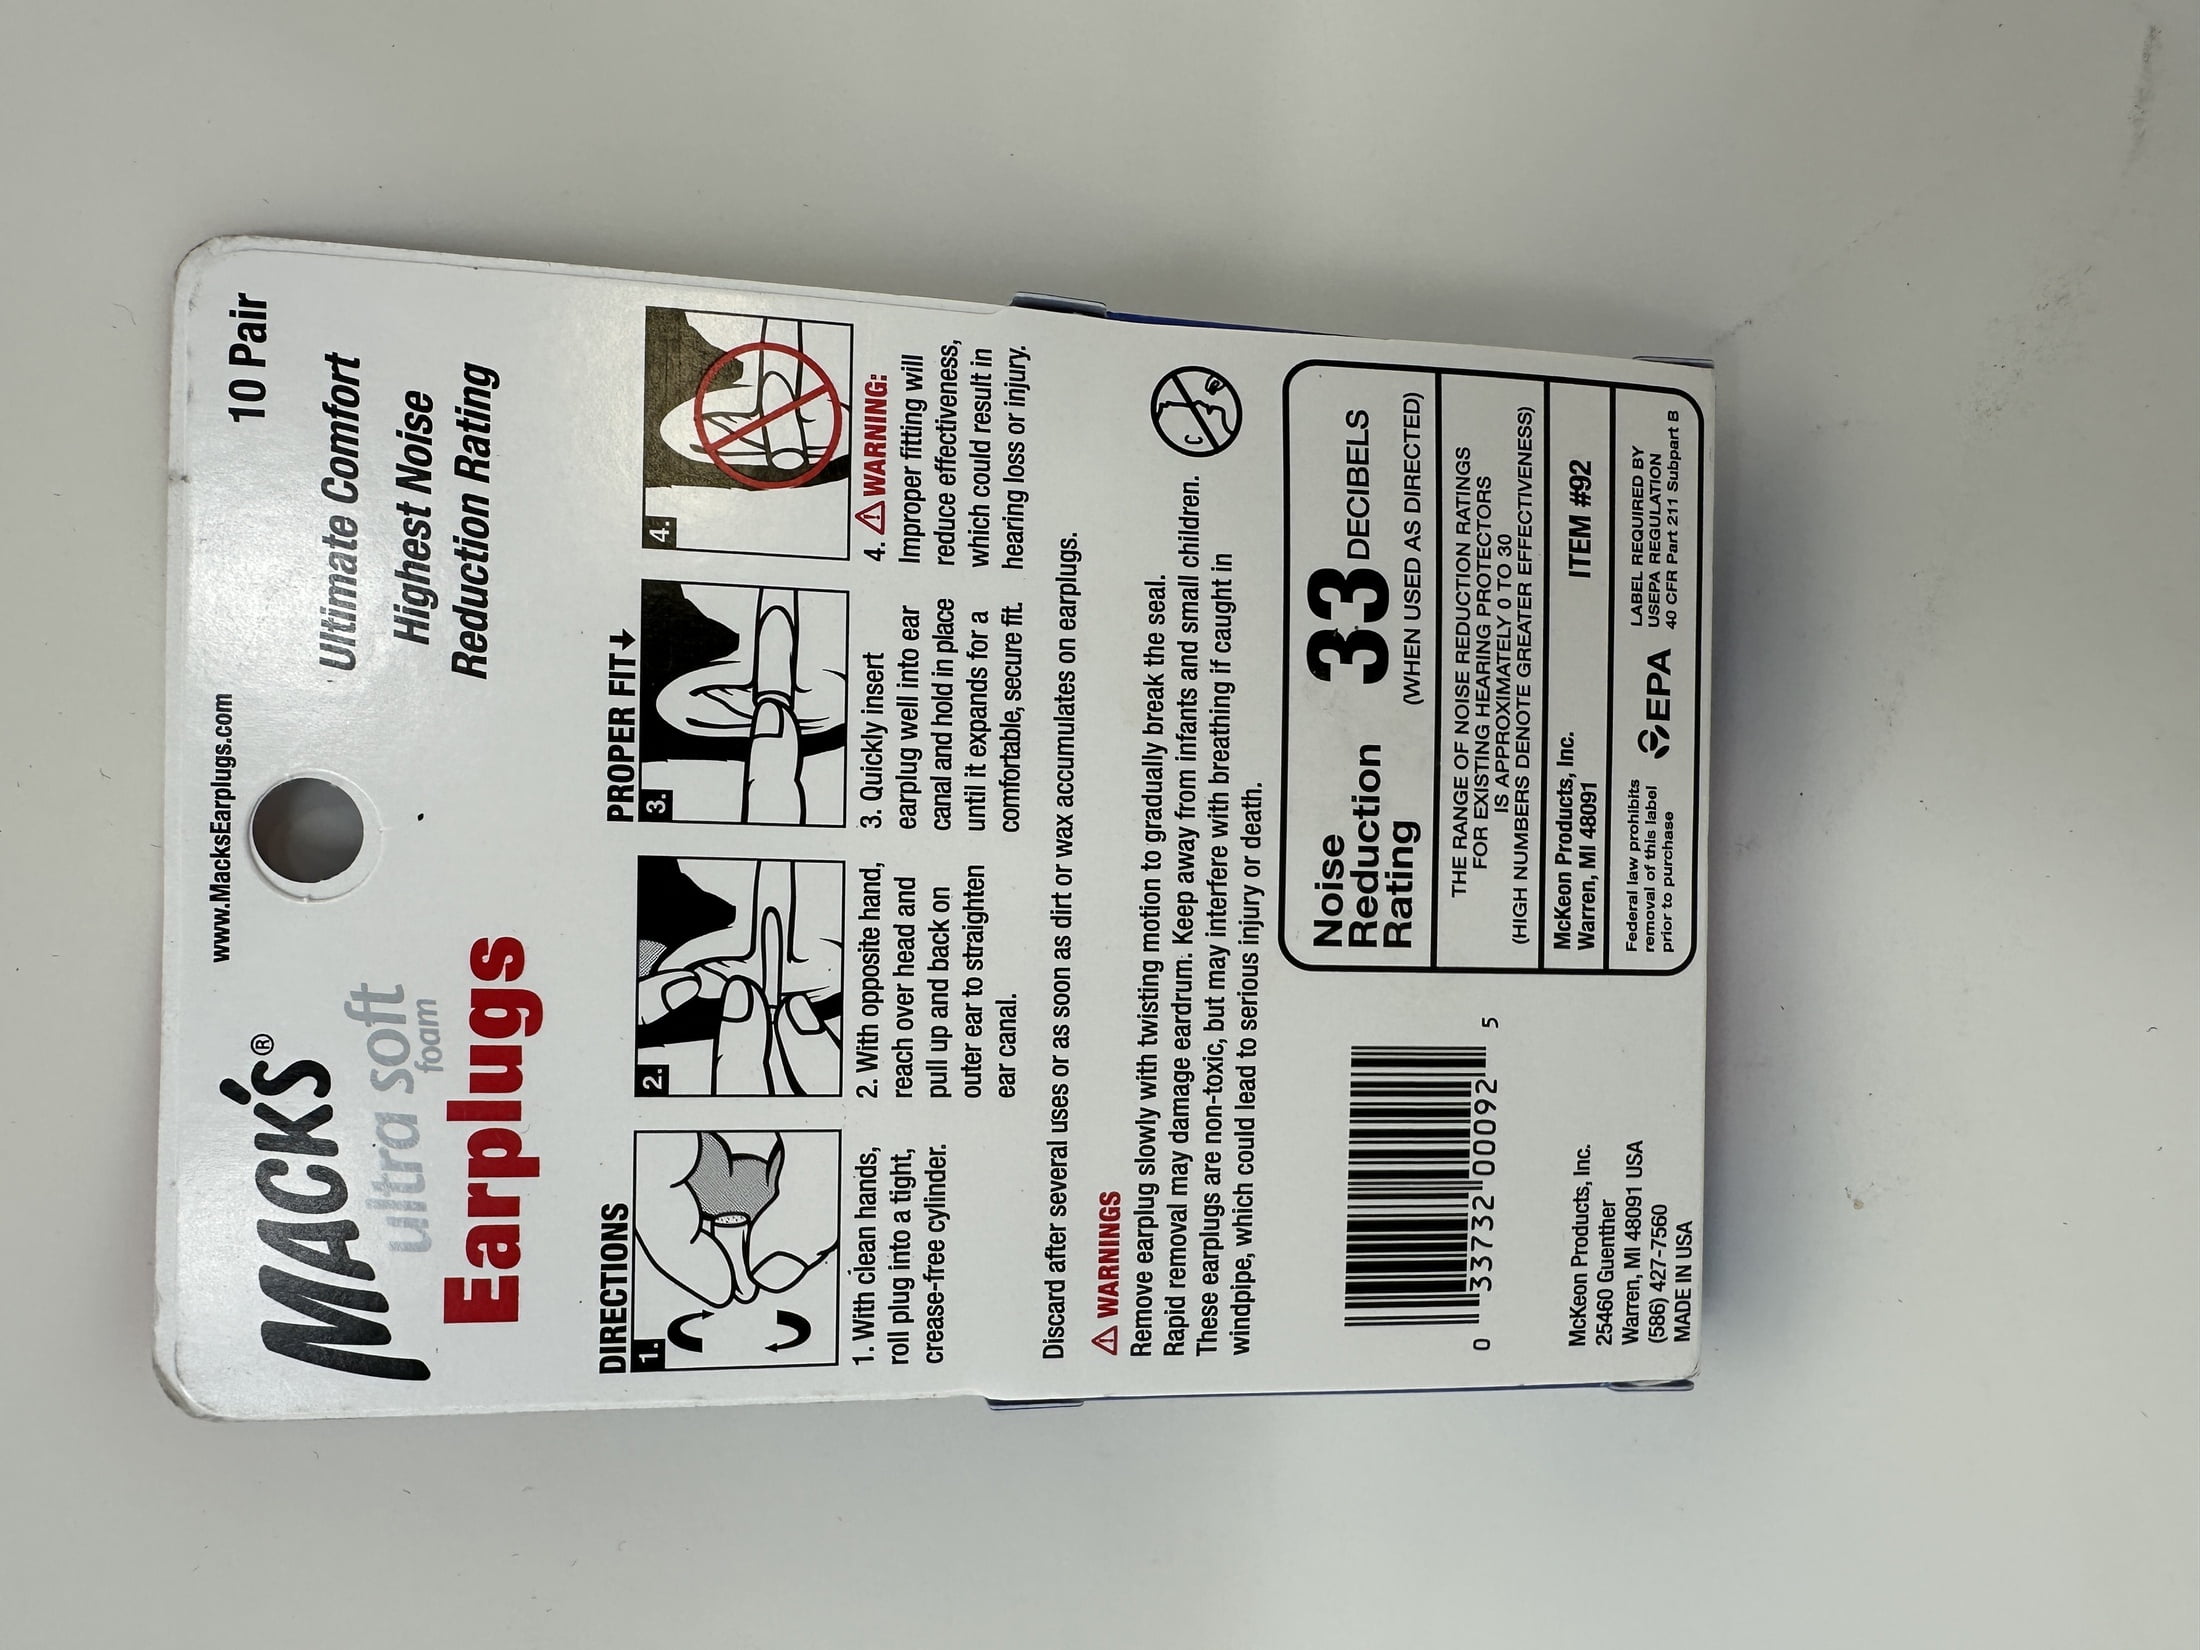 www.MacksEarplugs.com
MACK'S®
10 Pair
ultra soft
foam
Earplugs
Ultimate Comfort
Highest Noise
Reduction Rating
DIRECTIONS
PROPER FIT↓
1.
1. With clean hands,
roll plug into a tight,
crease-free cylinder.
2.
2. With opposite hand,
reach over head and
pull up and back on
outer ear to straighten
ear canal.
3.
3. Quickly insert
earplug well into ear
canal and hold in place
until it expands for a
comfortable, secure fit.
4.
4. ⚠ WARNING:
Improper fitting will
reduce effectiveness,
which could result in
hearing loss or injury.
Discard after several uses or as soon as dirt or wax accumulates on earplugs.
⚠ WARNINGS
Remove earplug slowly with twisting motion to gradually break the seal.
Rapid removal may damage eardrum. Keep away from infants and small children.
These earplugs are non-toxic, but may interfere with breathing if caught in
windpipe, which could lead to serious injury or death.
0 33732 00092 5
McKeon Products, Inc.
25460 Guenther
Warren, MI 48091 USA
(586) 427-7560
MADE IN USA
Noise
Reduction
Rating
33 DECIBELS
(WHEN USED AS DIRECTED)
THE RANGE OF NOISE REDUCTION RATINGS
FOR EXISTING HEARING PROTECTORS
IS APPROXIMATELY 0 TO 30
(HIGH NUMBERS DENOTE GREATER EFFECTIVENESS)
McKeon Products, Inc.
Warren, MI 48091
ITEM #92
Federal law prohibits
removal of this label
prior to purchase
EPA
LABEL REQUIRED BY
USEPA REGULATION
40 CFR Part 211 Subpart B